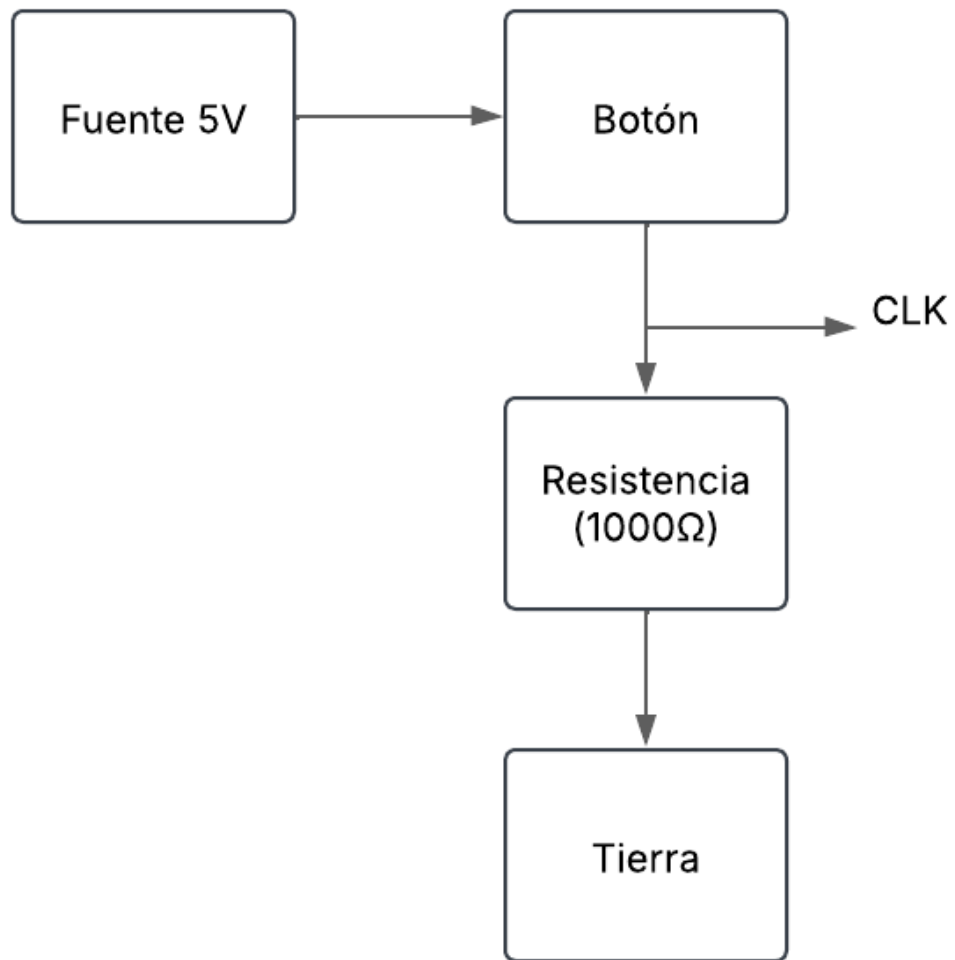 Fuente 5V
Botón
CLK
Resistencia
(1000Ω)
Tierra